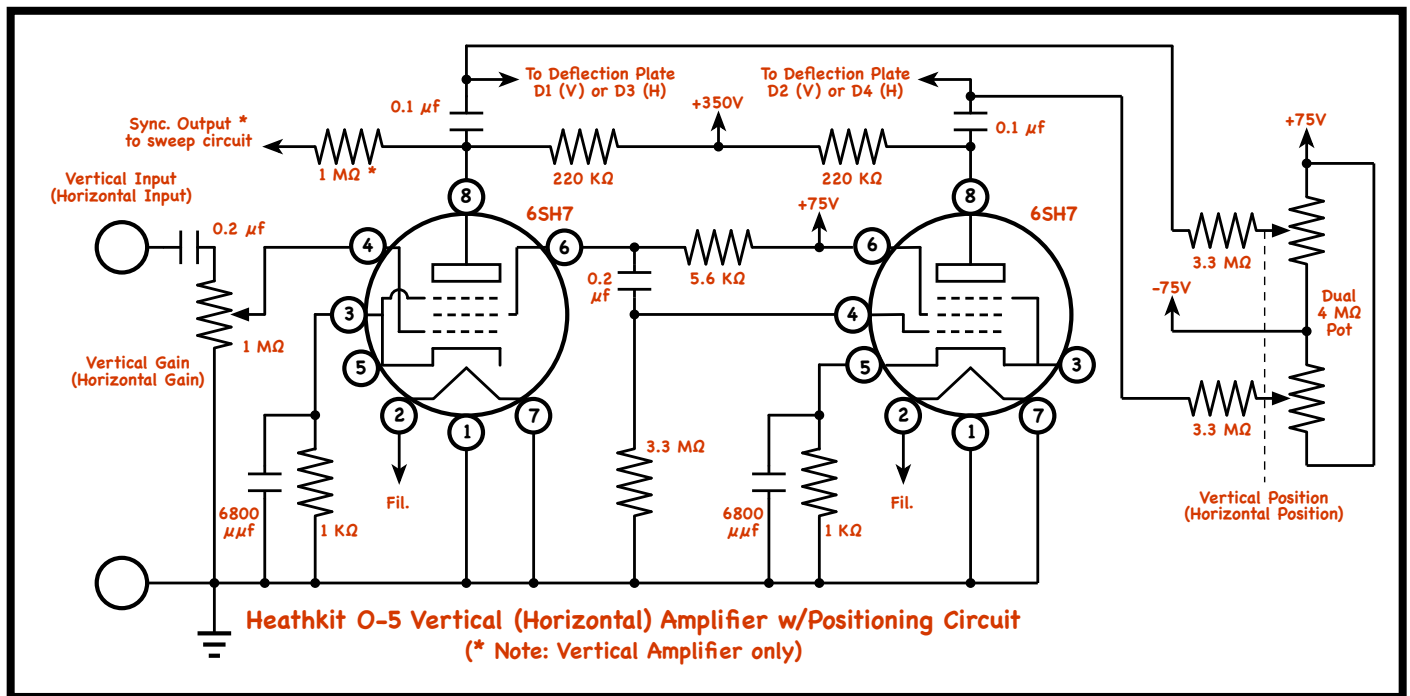 To Deflection Plate
D1 (V) or D3 (H)
To Deflection Plate
D2 (V) or D4 (H)
0.1 µf
+350V
0.1 µf
Sync. Output *
to sweep circuit
1 MΩ *
220 KΩ
220 KΩ
+75V
Vertical Input
(Horizontal Input)
0.2 µf
8
6SH7
+75V
8
6SH7
4
6
6
5.6 KΩ
0.2
µf
3.3 MΩ
-75V
Dual
4 MΩ
Pot
3
4
1 MΩ
Vertical Gain
(Horizontal Gain)
5
5
3
2
7
1
2
7
1
3.3 MΩ
3.3 MΩ
Fil.
Fil.
Vertical Position
(Horizontal Position)
6800
µµf
1 KΩ
6800
µµf
1 KΩ
Heathkit O-5 Vertical (Horizontal) Amplifier w/Positioning Circuit
(* Note: Vertical Amplifier only)